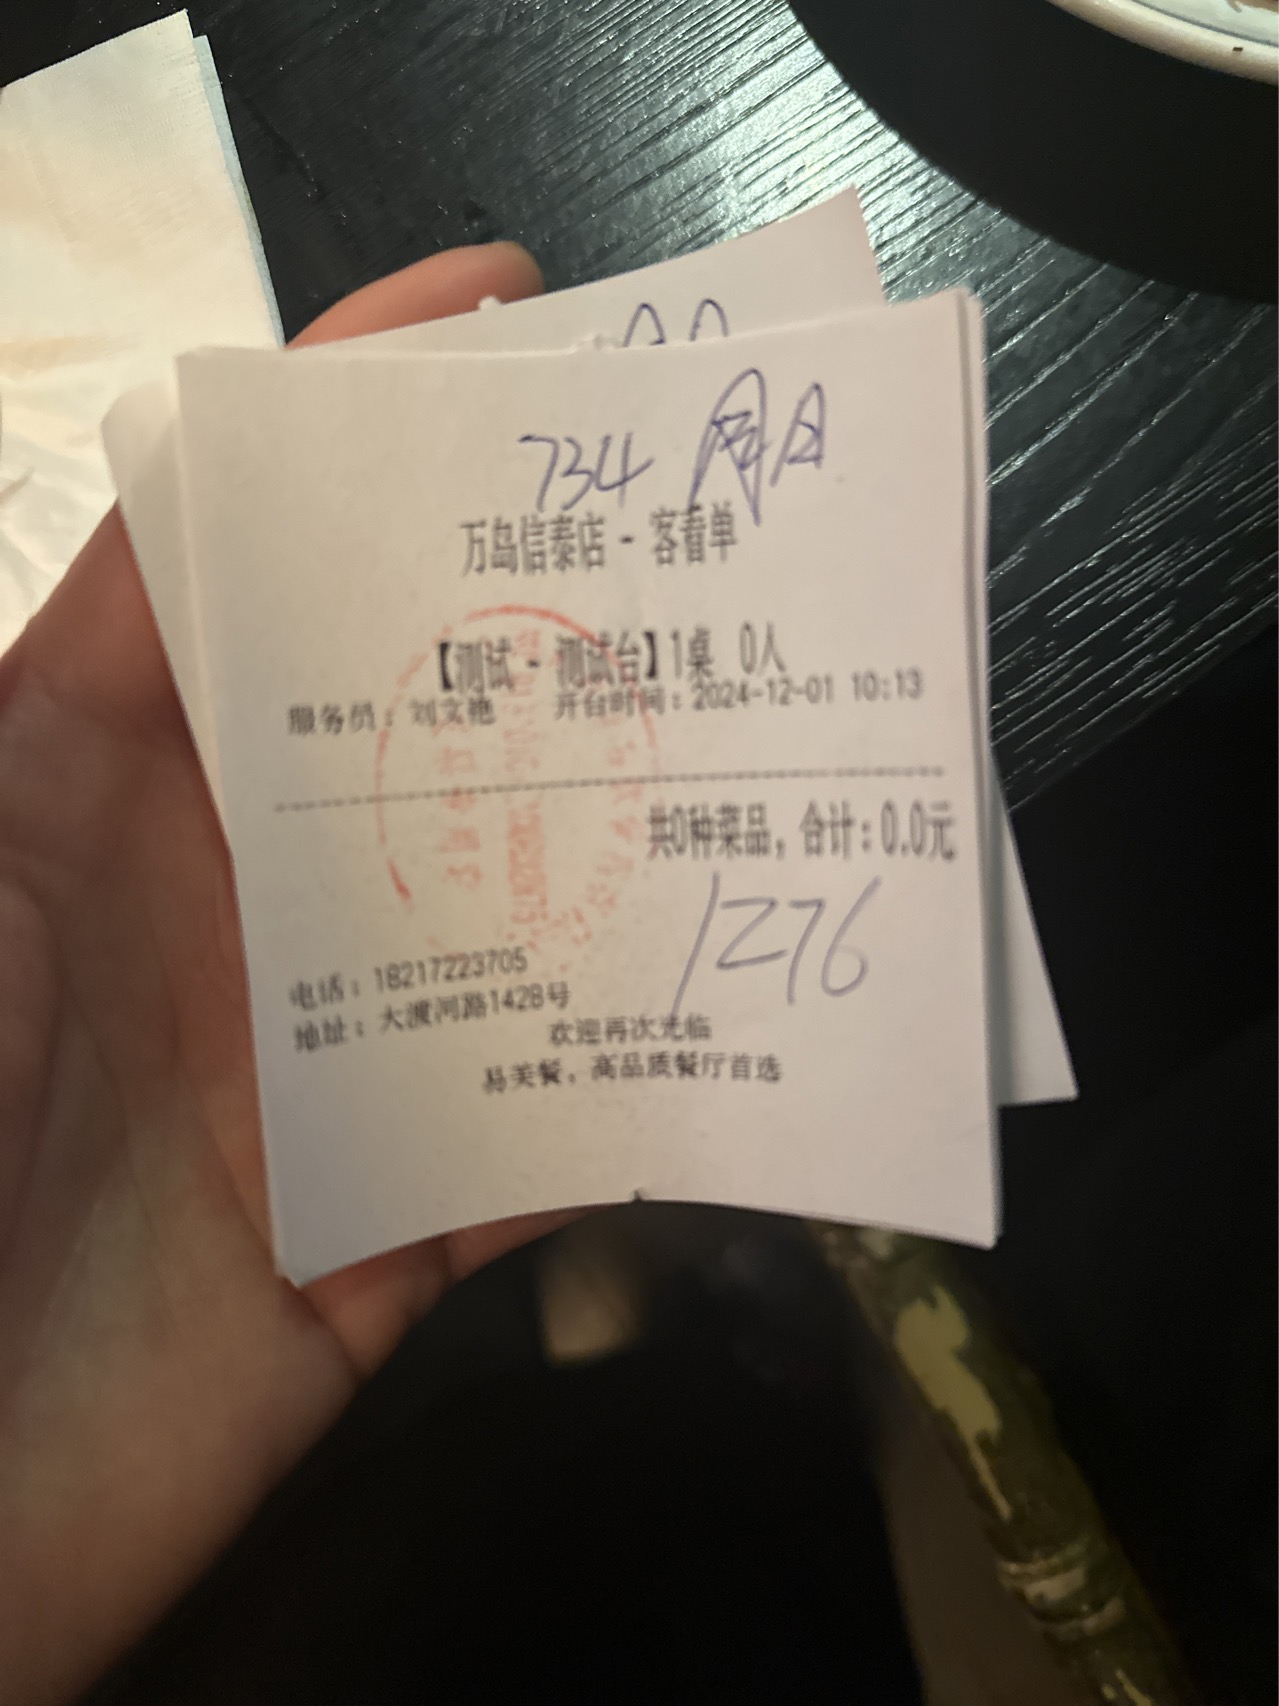 734
万岛信泰店 - 客看单
【测试 - 测试台】1桌 0人
服务员: 刘文艳 开台时间: 2024-12-01 10:13
共0种菜品, 合计: 0.0元
1276
电话: 18217223705
地址: 大渡河路1428号
欢迎再次光临
易美餐, 高品质餐厅首选